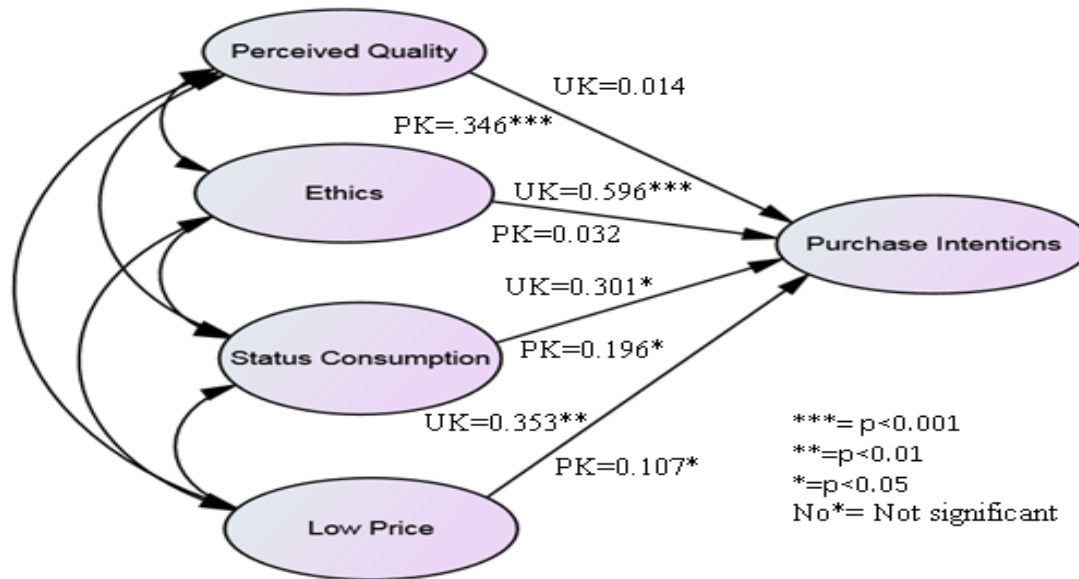 Perceived Quality
UK=0.014
PK=.346***
Ethics
UK=0.596***
PK=0.032
Purchase Intentions
UK=0.301*
Status Consumption
PK=0.196*
UK=0.353**
PK=0.107*
Low Price
***= p<0.001
**=p<0.01
*=p<0.05
No*= Not significant